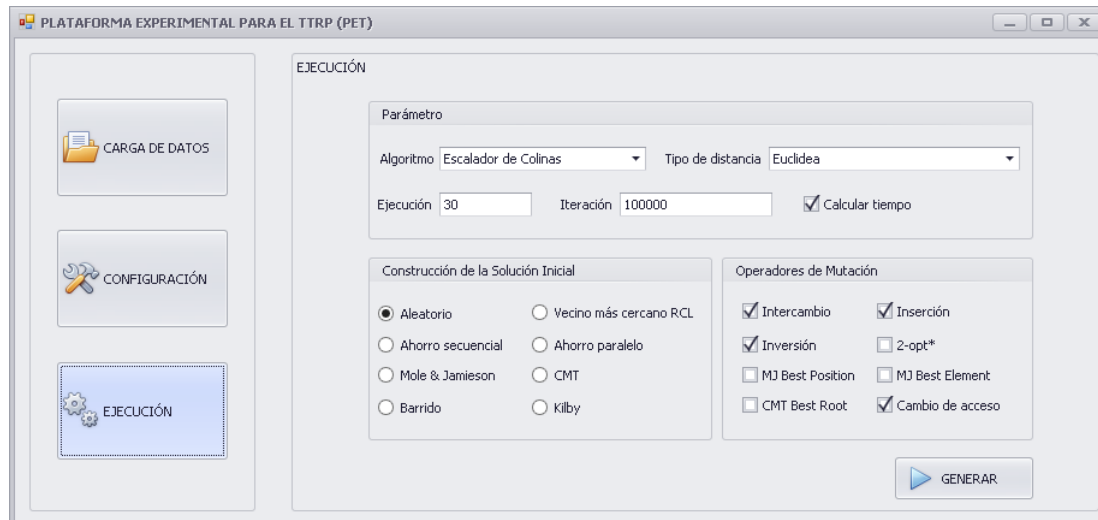 PLATAFORMA EXPERIMENTAL PARA EL TTRP (PET)
CARGA DE DATOS
CONFIGURACIÓN
EJECUCIÓN
EJECUCIÓN
Parámetro
Algoritmo Escalador de Colinas Tipo de distancia Euclidea
Ejecución 30 Iteración 100000 Calcular tiempo
Construcción de la Solución Inicial
Aleatorio Vecino más cercano RCL
Ahorro secuencial Ahorro paralelo
Mole & Jamieson CMT
Barrido Kilby
Operadores de Mutación
Intercambio Inserción
Inversión 2-opt*
MJ Best Position MJ Best Element
CMT Best Root Cambio de acceso
GENERAR